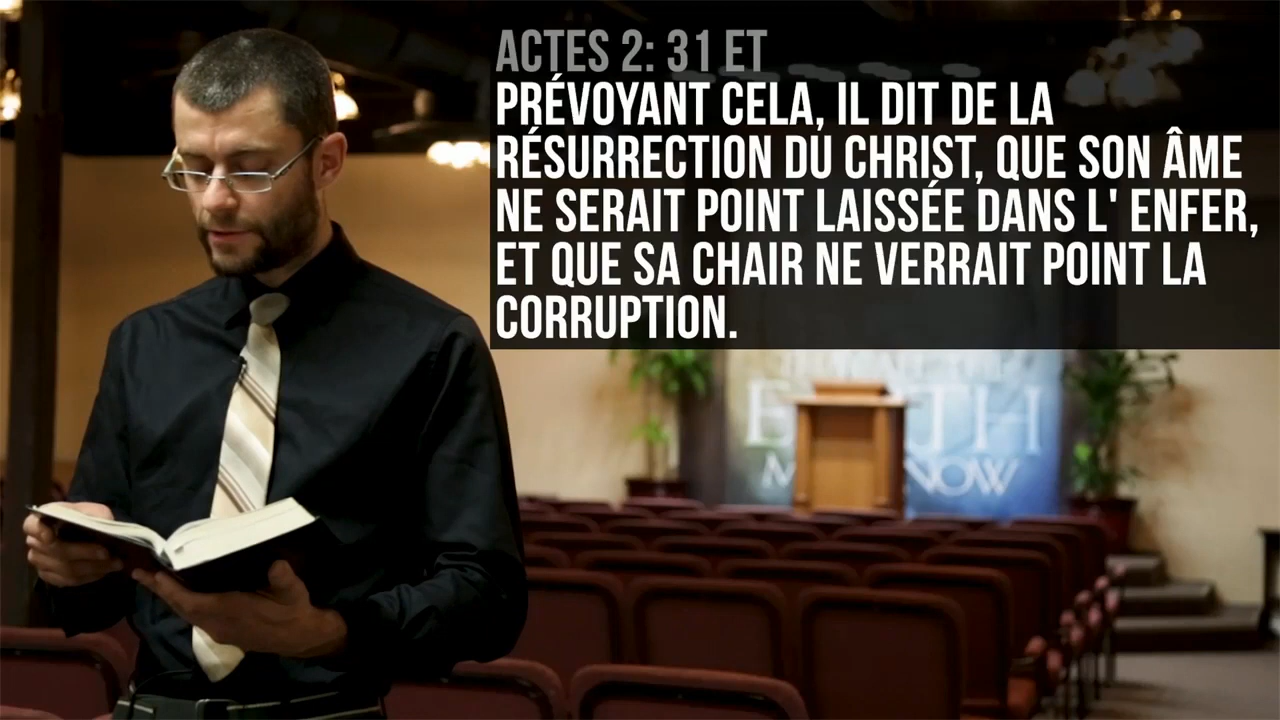 ACTES 2: 31 ET
PRÉVOYANT CELA, IL DIT DE LA
RÉSURRECTION DU CHRIST, QUE SON ÂME
NE SERAIT POINT LAISSÉE DANS L' ENFER,
ET QUE SA CHAIR NE VERRAIT POINT LA
CORRUPTION.
NOW